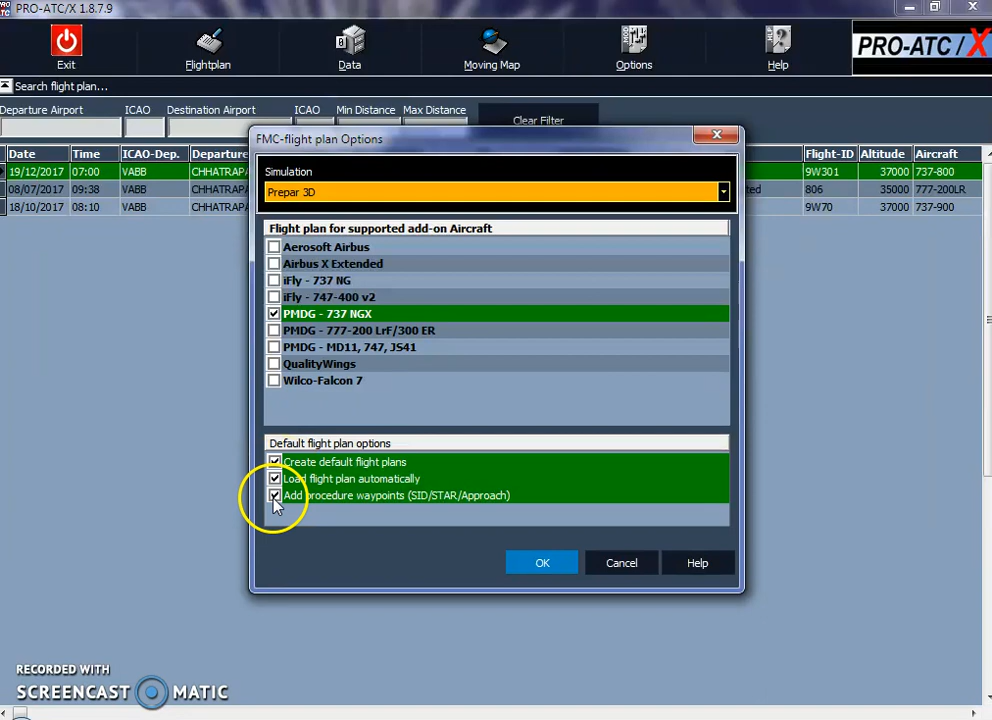 PRO-ATC/X 1.8.7.9
Exit
Flightplan
Data
Moving Map
Options
Help
PRO-ATC/X
Search flight plan...
Departure Airport ICAO Destination Airport ICAO Min Distance Max Distance
Clear Filter
Date Time ICAO-Dep. Departure Flight-ID Altitude Aircraft
19/12/2017 07:00 VABB CHHATRAPA 9W301 37000 737-800
08/07/2017 09:38 VABB CHHATRAPA 806 35000 777-200LR
18/10/2017 08:10 VABB CHHATRAPA 9W70 37000 737-900
FMC-flight plan Options
Simulation
Prepar 3D
Flight plan for supported add-on Aircraft
Aerosoft Airbus
Airbus X Extended
iFly - 737 NG
iFly - 747-400 v2
PMDG - 737 NGX
PMDG - 777-200 LrF/300 ER
PMDG - MD11, 747, JS41
QualityWings
Wilco-Falcon 7
Default flight plan options
Create default flight plans
Load flight plan automatically
Add procedure waypoints (SID/STAR/Approach)
OK Cancel Help
RECORDED WITH
SCREENCAST MATIC